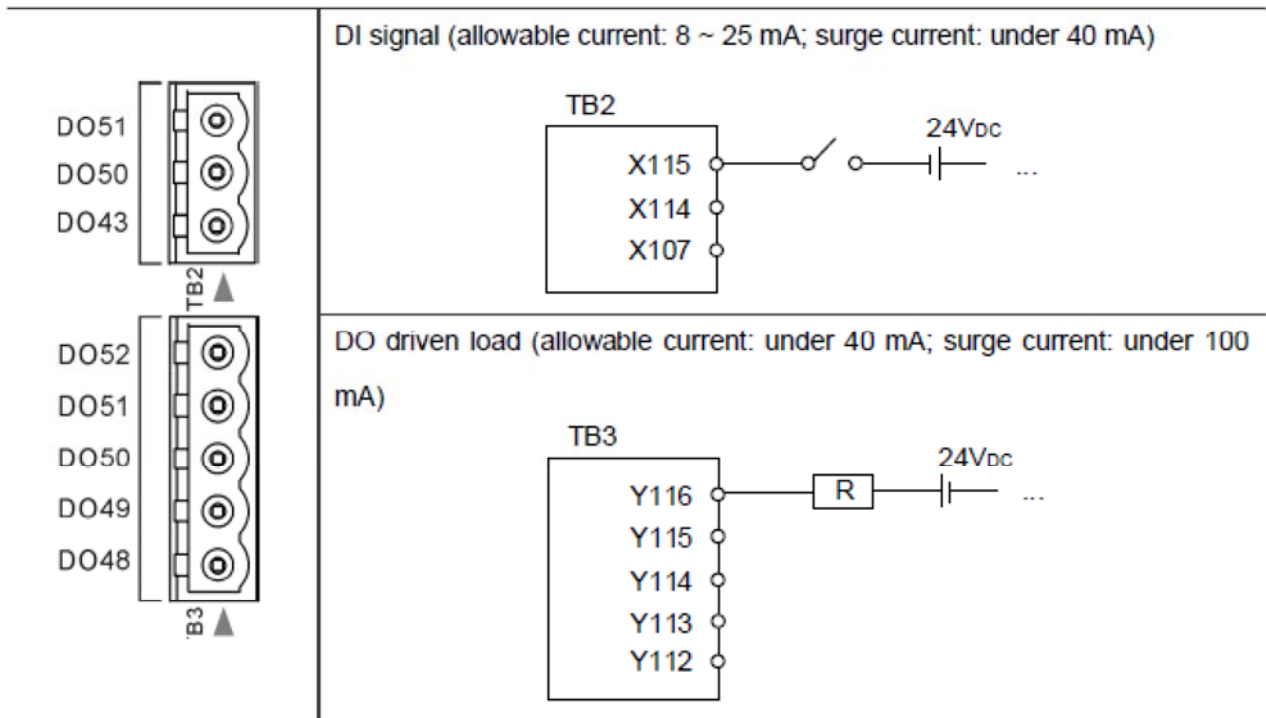 DI signal (allowable current: 8 ~ 25 mA; surge current: under 40 mA)
DO51
DO50
DO43
TB2
TB2
X115
X114
X107
24VDC
...
DO driven load (allowable current: under 40 mA; surge current: under 100
mA)
DO52
DO51
DO50
DO49
DO48
TB3
TB3
Y116
Y115
Y114
Y113
Y112
R
24VDC
...